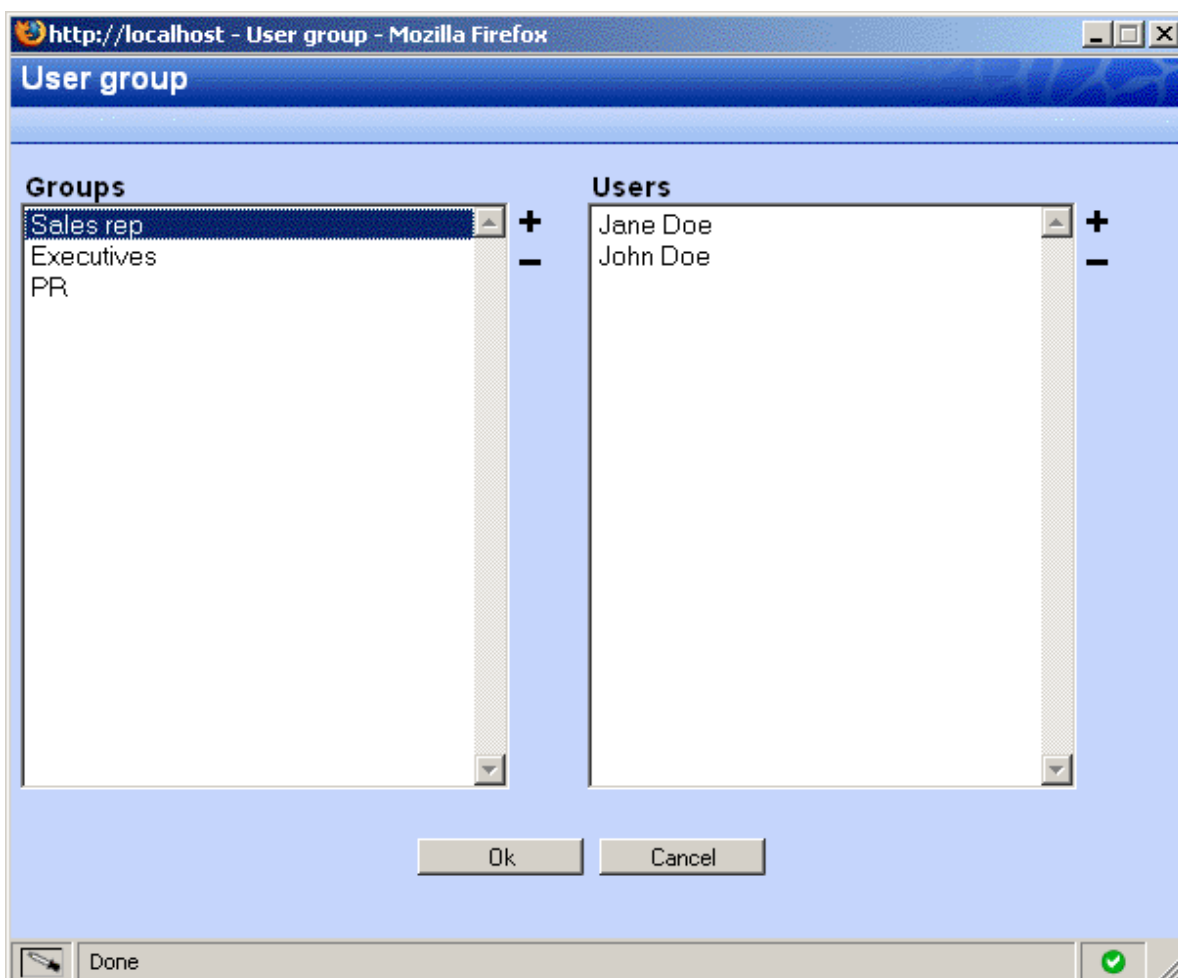 http://localhost - User group - Mozilla Firefox
User group
Groups
Sales rep
Executives
PR
+
-
Users
Jane Doe
John Doe
+
-
Ok
Cancel
Done